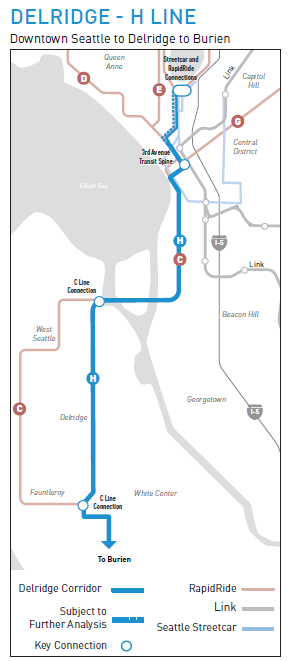 DELRIDGE - H LINE
Downtown Seattle to Delridge to Burien
Queen
Anne
Streetcar and
RapidRide
Connections
Link
Capitol
Hill
D
E
G
Central
District
3rd Avenue
Transit Spine
Elliott Bay
H
C
I-5
Link
C Line
Connection
Beacon Hill
West
Seattle
H
C
Delridge
Georgetown
I-5
Fauntleroy
C Line
Connection
White Center
To Burien
Delridge Corridor
RapidRide
Subject to
Further Analysis
Link
Seattle Streetcar
Key Connection